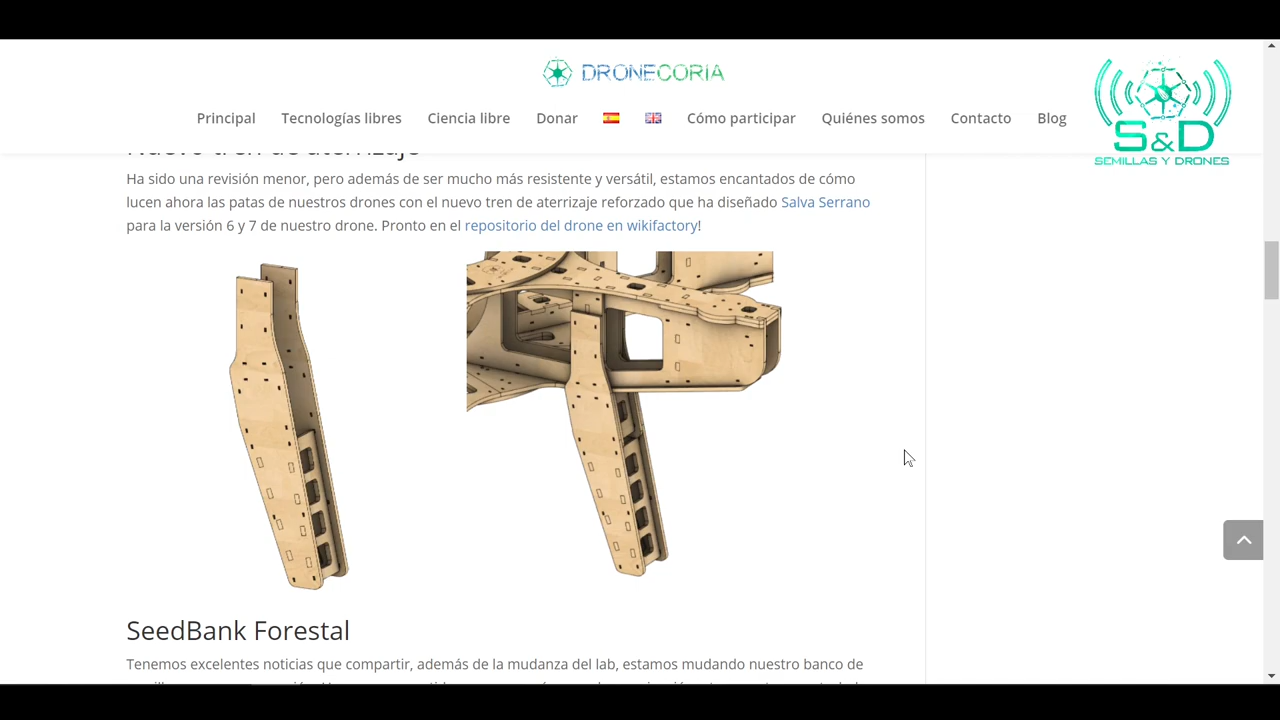 DRONECORIA
S&D
SEMILLAS Y DRONES
Principal Tecnologías libres Ciencia libre Donar Cómo participar Quiénes somos Contacto Blog
Nuevo tren de aterrizaje
Ha sido una revisión menor, pero además de ser mucho más resistente y versátil, estamos encantados de cómo
lucen ahora las patas de nuestros drones con el nuevo tren de aterrizaje reforzado que ha diseñado Salva Serrano
para la versión 6 y 7 de nuestro drone. Pronto en el repositorio del drone en wikifactory!
SeedBank Forestal
Tenemos excelentes noticias que compartir, además de la mudanza del lab, estamos mudando nuestro banco de